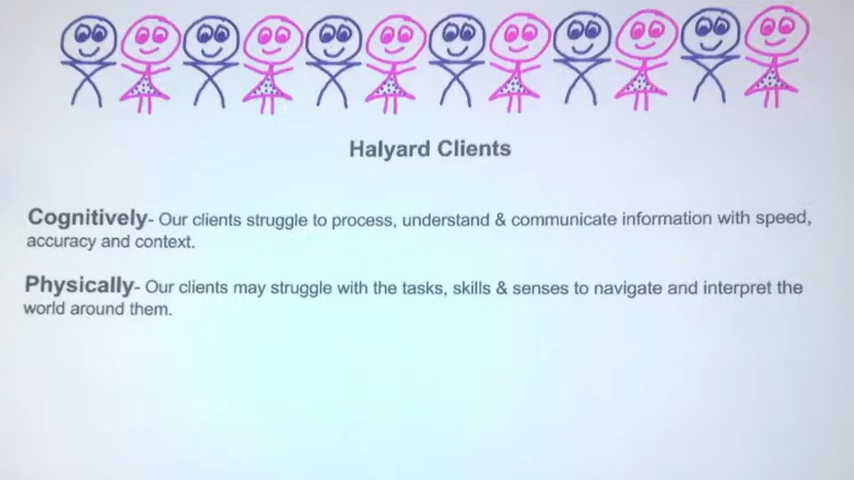 Halyard Clients
Cognitively- Our clients struggle to process, understand & communicate information with speed,
accuracy and context.
Physically- Our clients may struggle with the tasks, skills & senses to navigate and interpret the
world around them.